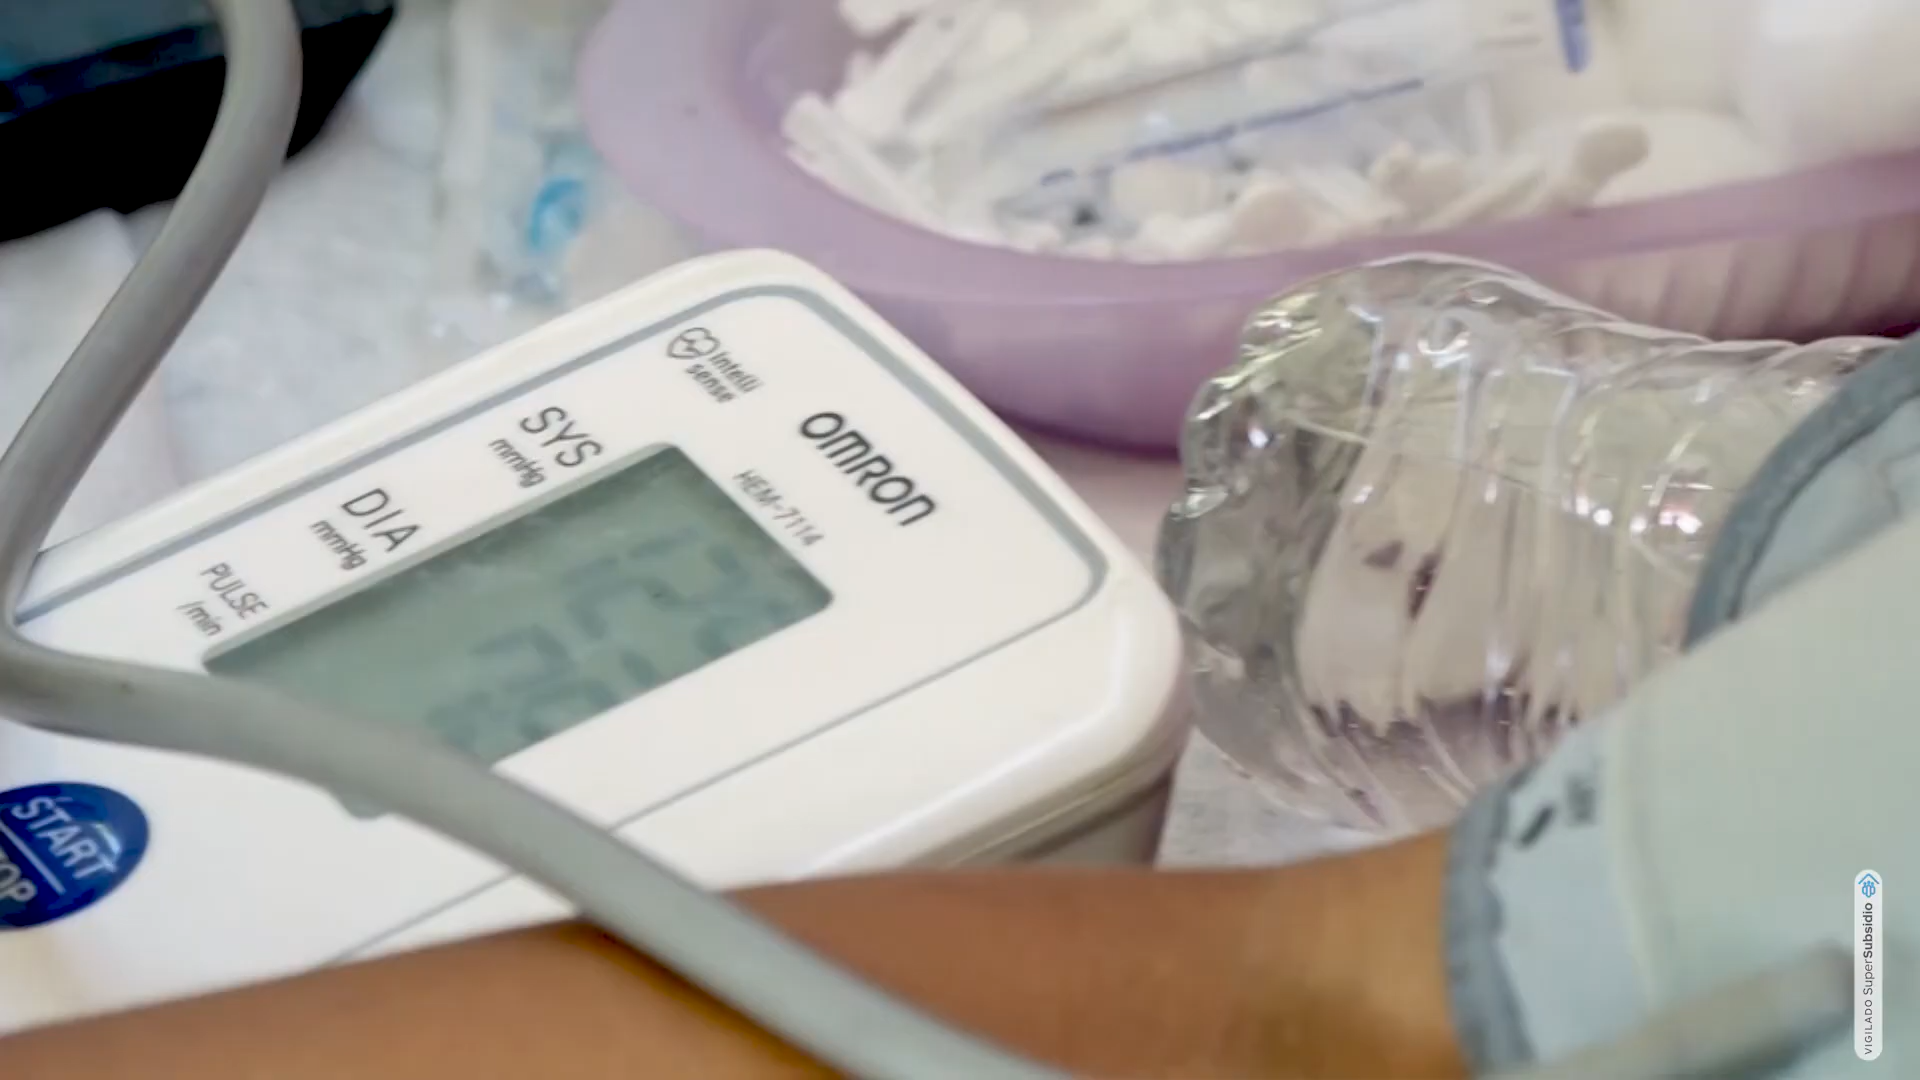 Intelli
sense
OMRON
HEM-7114
SYS
mmHg
DIA
mmHg
PULSE
/min
START
VIGILADO SuperSubsidio